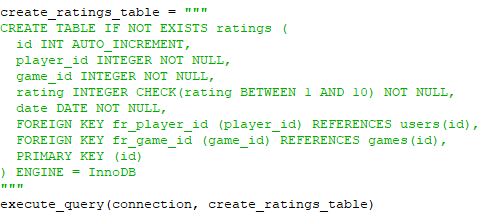 create_ratings_table = """
CREATE TABLE IF NOT EXISTS ratings (
  id INT AUTO_INCREMENT,
  player_id INTEGER NOT NULL,
  game_id INTEGER NOT NULL,
  rating INTEGER CHECK(rating BETWEEN 1 AND 10) NOT NULL,
  date DATE NOT NULL,
  FOREIGN KEY fr_player_id (player_id) REFERENCES users(id),
  FOREIGN KEY fr_game_id (game_id) REFERENCES games(id),
  PRIMARY KEY (id)
) ENGINE = InnoDB
"""
execute_query(connection, create_ratings_table)